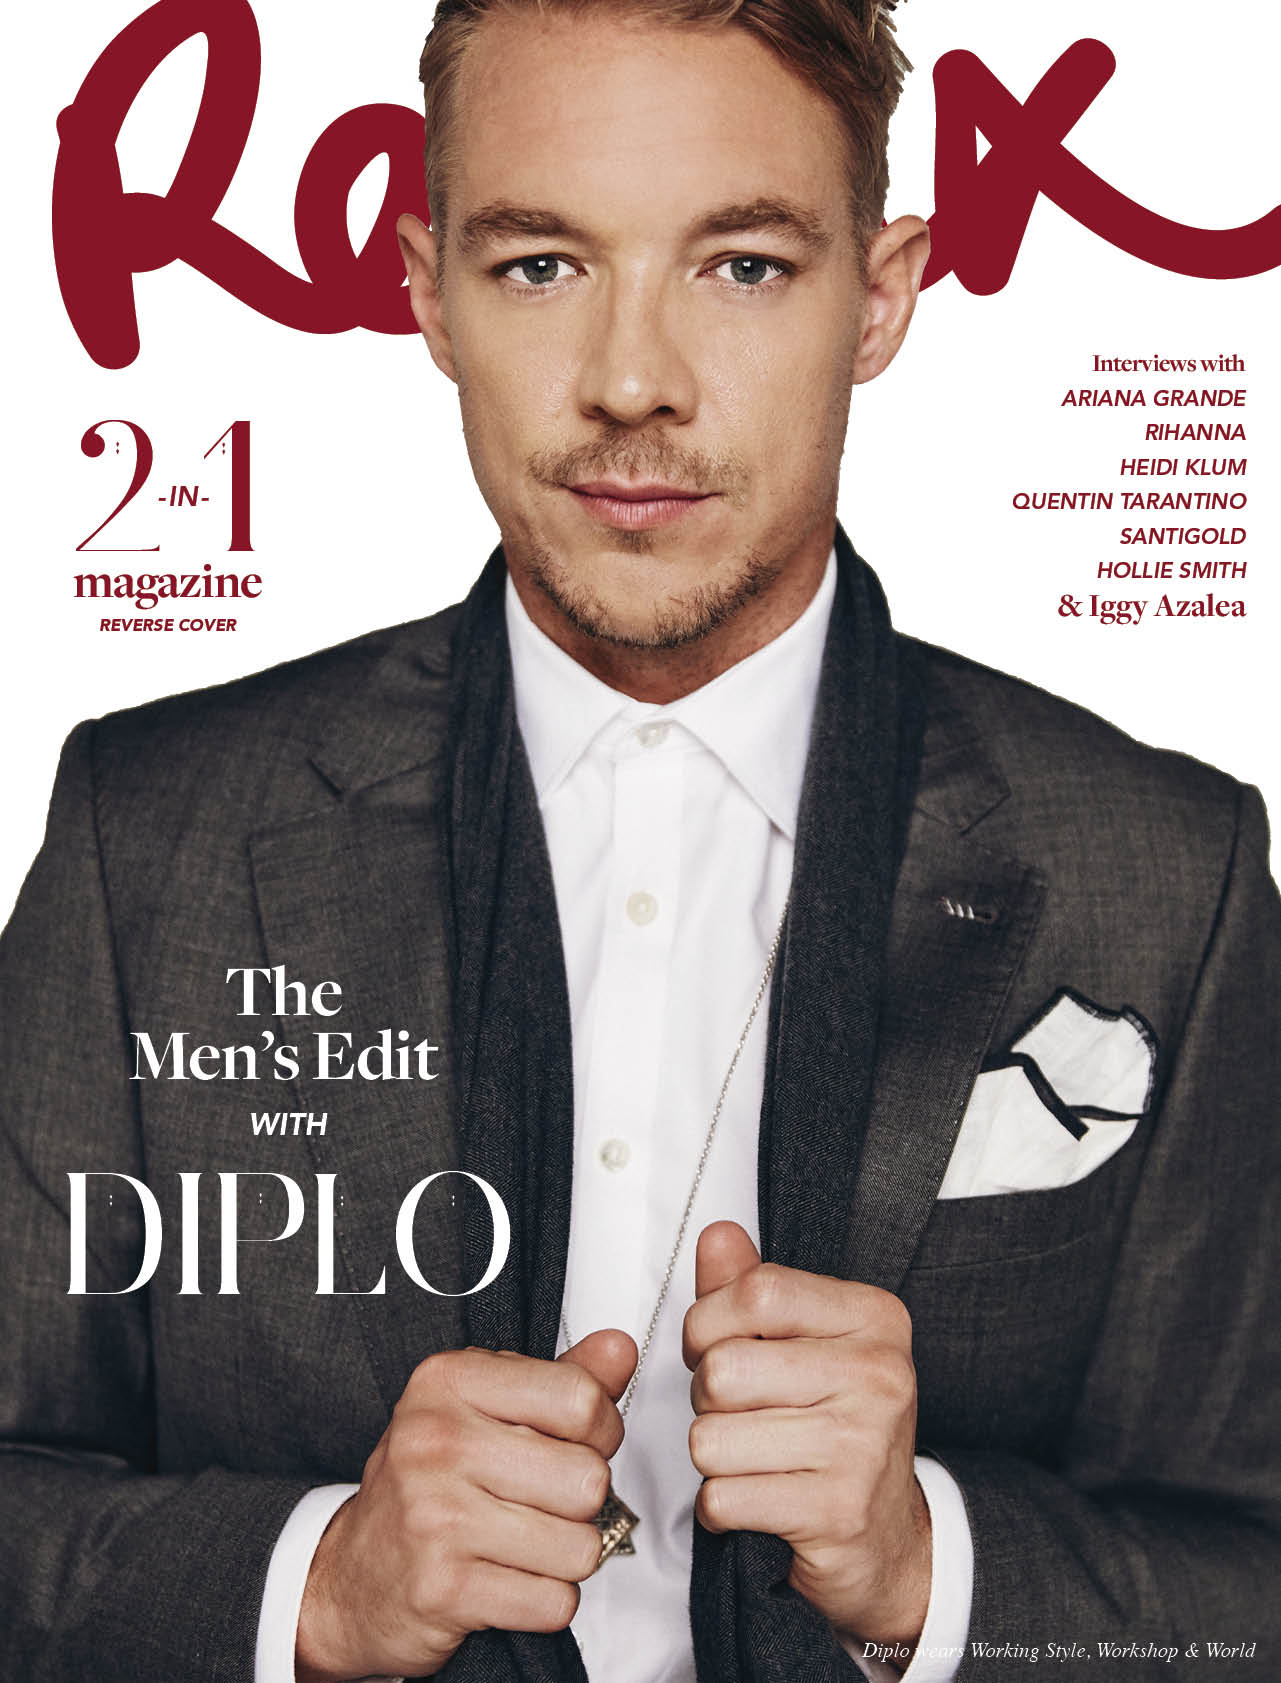 2-IN-1
magazine
REVERSE COVER
Interviews with
ARIANA GRANDE
RIHANNA
HEIDI KLUM
QUENTIN TARANTINO
SANTIGOLD
HOLLIE SMITH
& Iggy Azalea
The
Men's Edit
WITH
DIPLO
Diplo wears Working Style, Workshop & World